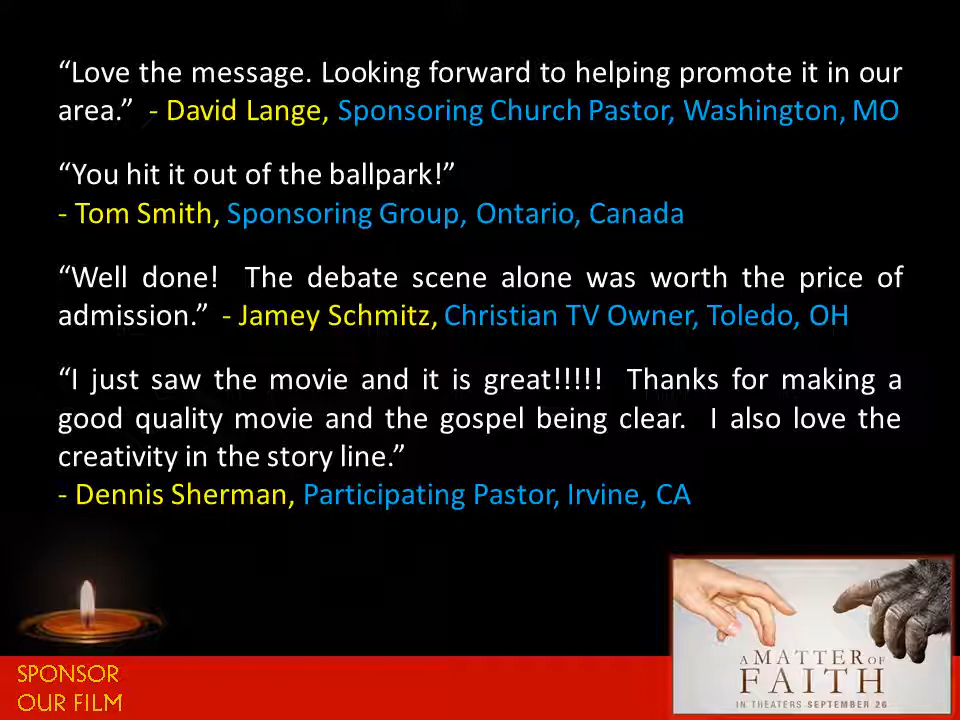 “Love the message. Looking forward to helping promote it in our
area.” - David Lange, Sponsoring Church Pastor, Washington, MO
“You hit it out of the ballpark!”
- Tom Smith, Sponsoring Group, Ontario, Canada
“Well done! The debate scene alone was worth the price of
admission.” - Jamey Schmitz, Christian TV Owner, Toledo, OH
“I just saw the movie and it is great!!!!! Thanks for making a
good quality movie and the gospel being clear. I also love the
creativity in the story line.”
- Dennis Sherman, Participating Pastor, Irvine, CA
SPONSOR
OUR FILM
A MATTER OF
FAITH
IN THEATERS SEPTEMBER 26